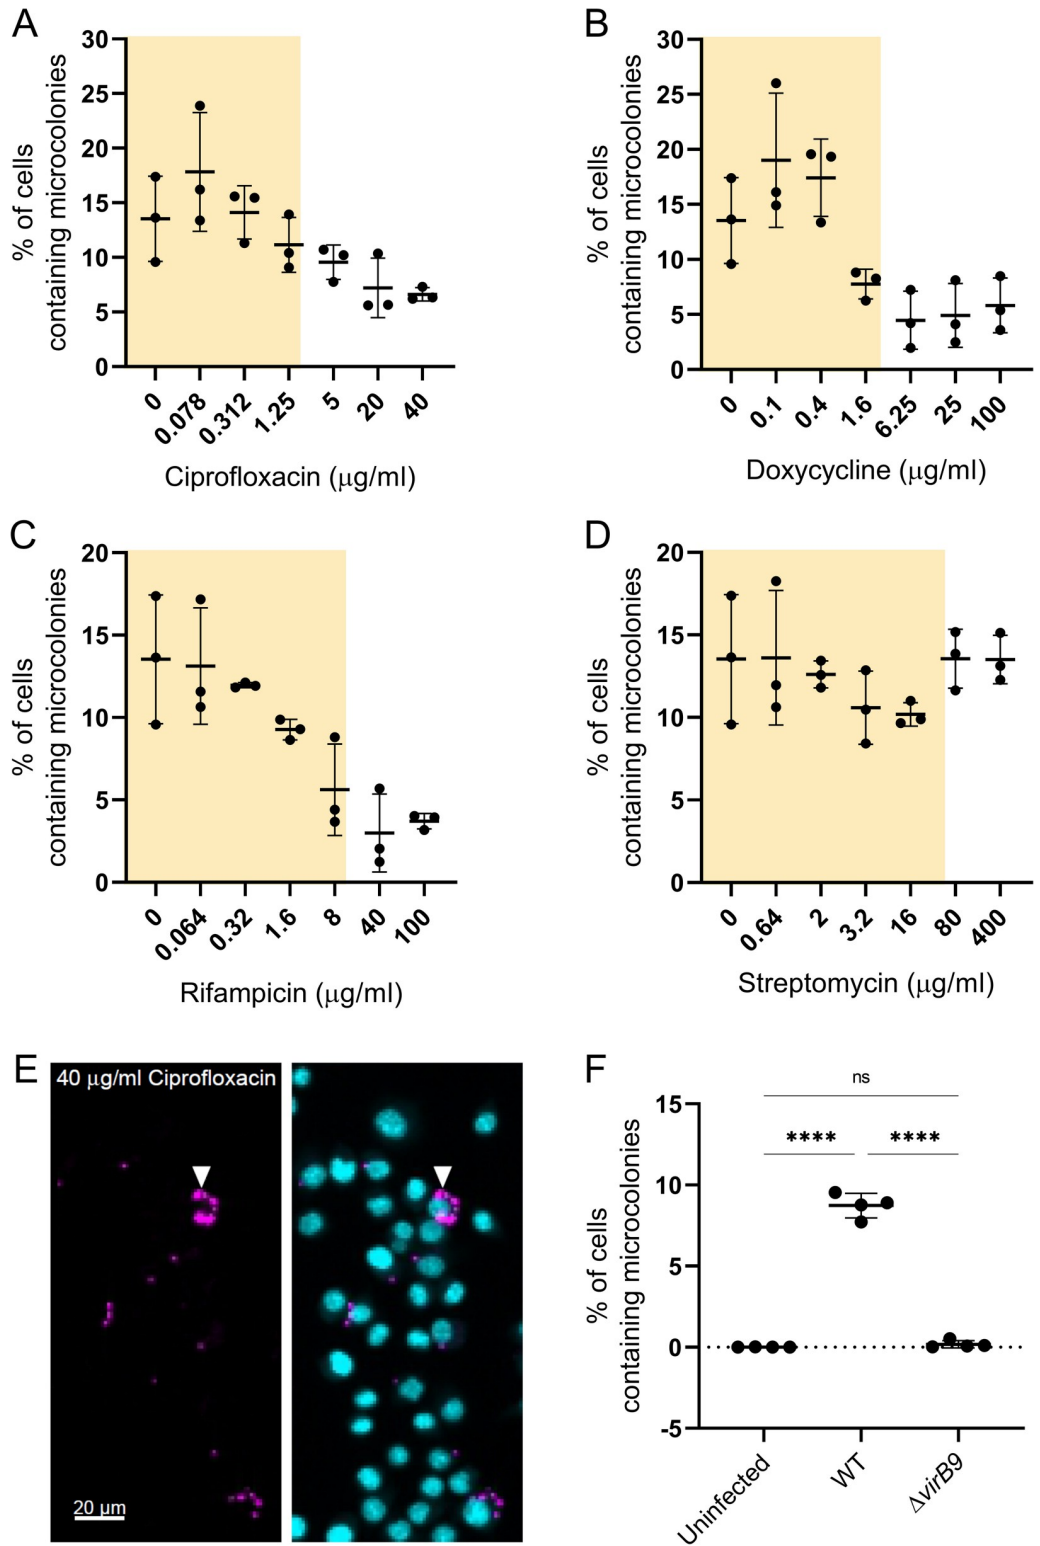 A
% of cells
containing microcolonies
30
25
20
15
10
5
0
0
0.078
0.312
1.25
5
20
40
Ciprofloxacin (μg/ml)
B
% of cells
containing microcolonies
30
25
20
15
10
5
0
0
0.1
0.4
1.6
6.25
25
100
Doxycycline (μg/ml)
C
% of cells
containing microcolonies
20
15
10
5
0
0
0.064
0.32
1.6
8
40
100
Rifampicin (μg/ml)
D
% of cells
containing microcolonies
20
15
10
5
0
0
0.64
2
3.2
16
80
400
Streptomycin (μg/ml)
E
40 μg/ml Ciprofloxacin
20 μm
F
% of cells
containing microcolonies
ns
**** ****
15
10
5
0
-5
Uninfected
WT
ΔvirB9